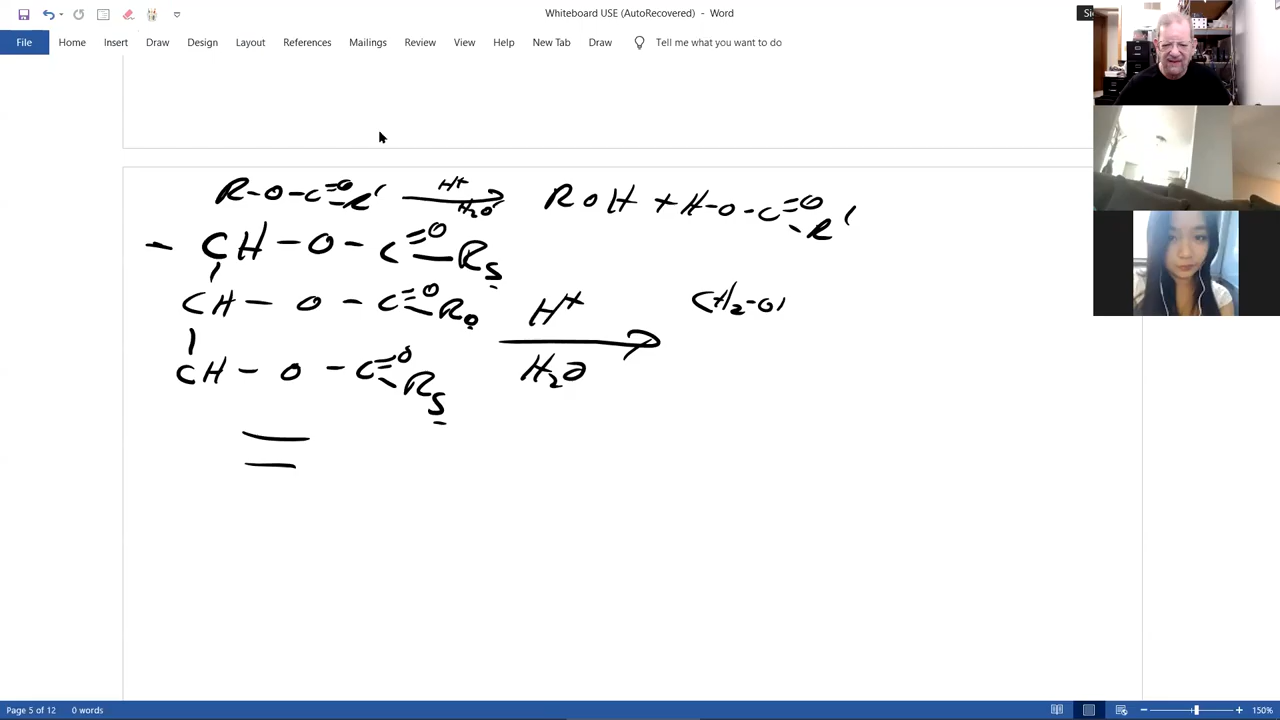 Whiteboard USE (AutoRecovered) - Word
File Home Insert Draw Design Layout References Mailings Review View Help New Tab Draw Tell me what you want to do
R-O-C=O-R' H+ H2O ROH + H-O-C=O-R'
- CH-O-C=O-Rs
CH-O-C=O-Ro H+ CH2-O
CH-O-C=O-Rs H2O
Page 5 of 12 0 words 150%